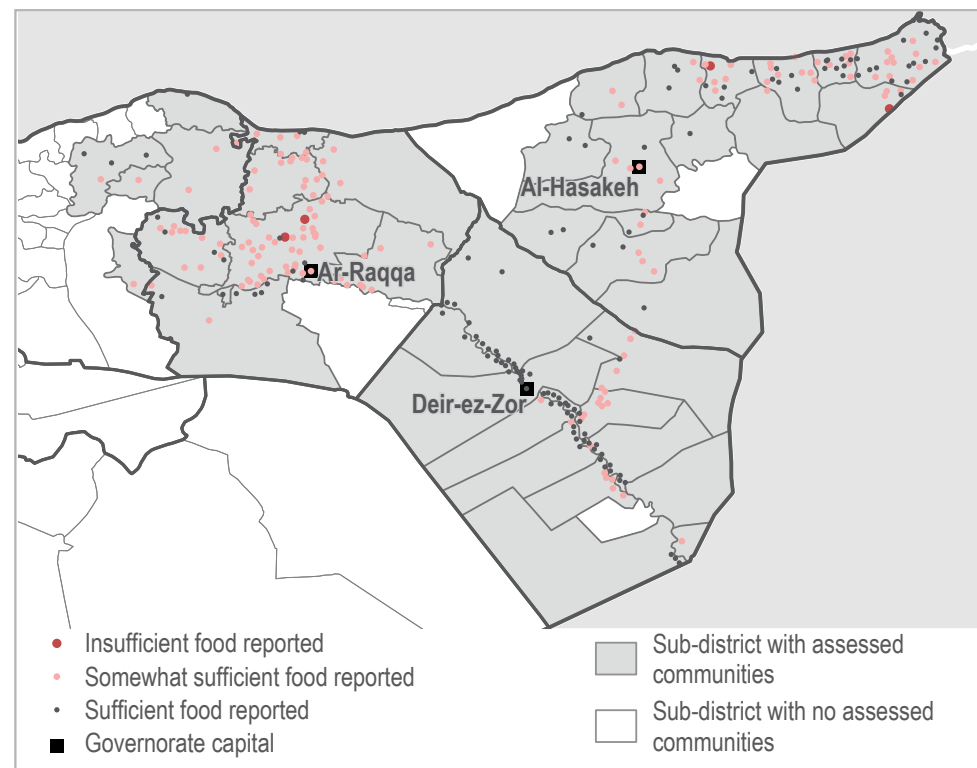 Al-Hasakeh
Ar-Raqqa
Deir-ez-Zor
Insufficient food reported
Somewhat sufficient food reported
Sufficient food reported
Governorate capital
Sub-district with assessed
communities
Sub-district with no assessed
communities